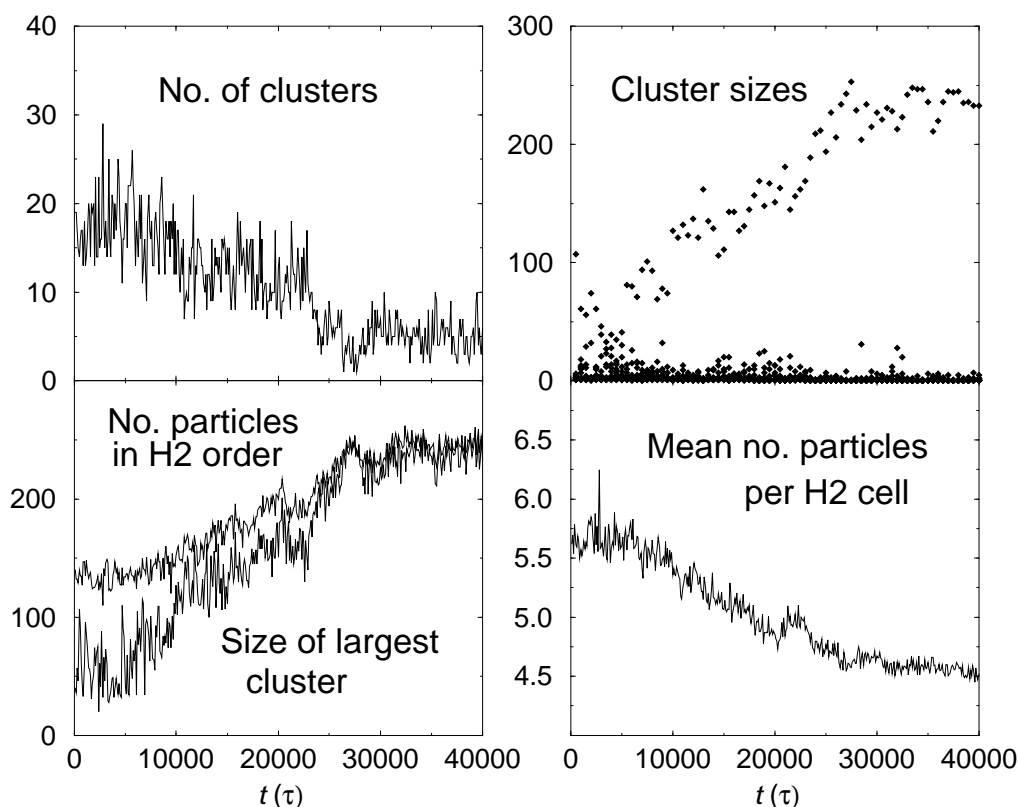 40
30
20
10
0
No. of clusters
300
200
100
0
Cluster sizes
200
100
0
No. particles
in H2 order
Size of largest
cluster
0 10000 20000 30000 40000
t (τ)
6.5
6.0
5.5
5.0
4.5
Mean no. particles
per H2 cell
0 10000 20000 30000 40000
t (τ)